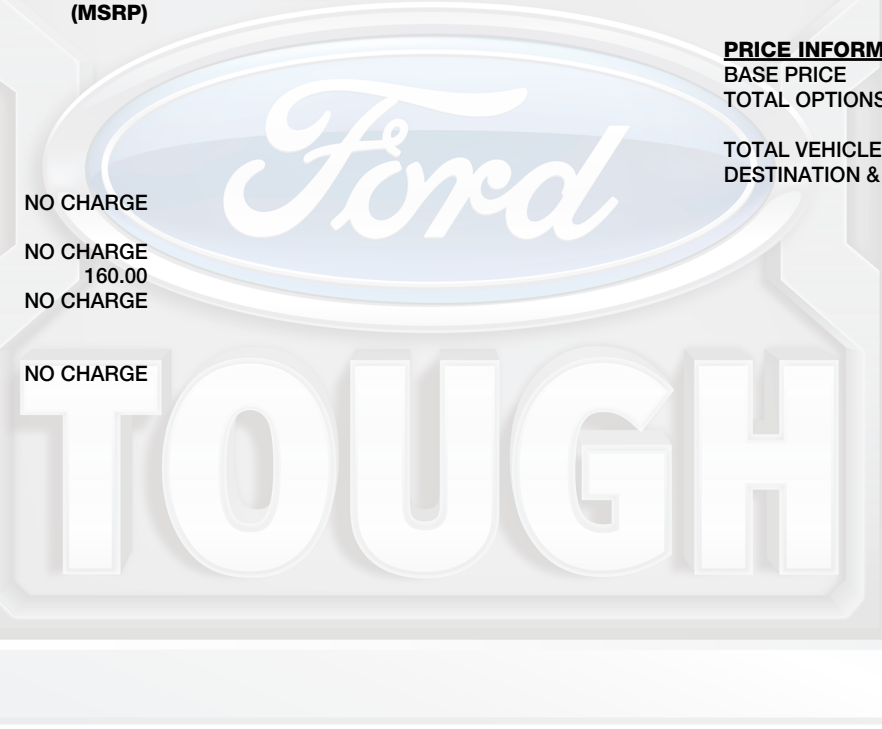 (MSRP)
NO CHARGE
NO CHARGE
160.00
NO CHARGE
NO CHARGE
PRICE INFORM
BASE PRICE
TOTAL OPTIONS
TOTAL VEHICLE
DESTINATION &
Ford
TOUGH